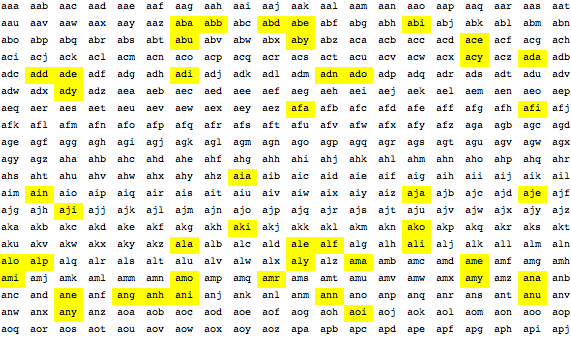 aaa aab aac aad aae aaf aag aah aai aaj aak aal aam aan aao aap aaq aar aas aat
aau aav aaw aax aay aaz aba abb abc abd abe abf abg abh abi abj abk abl abm abn
abo abp abq abr abs abt abu abv abw abx aby abz aca acb acc acd ace acf acg ach
aci acj ack acl acm acn aco acp acq acr acs act acu acv acw acx acy acz ada adb
adc add ade adf adg adh adi adj adk adl adm adn ado adp adq adr ads adt adu adv
adw adx ady adz aea aeb aec aed aee aef aeg aeh aei aej aek ael aem aen aeo aep
aeq aer aes aet aeu aev aew aex aey aez afa afb afc afd afe aff afg afh afi afj
afk afl afm afn afo afp afq afr afs aft afu afv afw afx afy afz aga agb agc agd
age agf agg agh agi agj agk agl agm agn ago agp agq agr ags agt agu agv agw agx
agy agz aha ahb ahc ahd ahe ahf ahg ahh ahi ahj ahk ahl ahm ahn aho ahp ahq ahr
ahs aht ahu ahv ahw ahx ahy ahz aia aib aic aid aie aif aig aih aii aij aik ail
aim ain aio aip aiq air ais ait aiu aiv aiw aix aiy aiz aja ajb ajc ajd aje ajf
ajg ajh aji ajj ajk ajl ajm ajn ajo ajp ajq ajr ajs ajt aju ajv ajw ajx ajy ajz
aka akb akc akd ake akf akg akh aki akj akk akl akm akn ako akp akq akr aks akt
aku akv akw akx aky akz ala alb alc ald ale alf alg alh ali alj alk all alm aln
alo alp alq alr als alt alu alv alw alx aly alz ama amb amc amd ame amf amg amh
ami amj amk aml amm amn amo amp amq amr ams amt amu amv amw amx amy amz ana anb
anc and ane anf ang anh ani anj ank anl anm ann ano anp anq anr ans ant anu anv
anw anx any anz aoa aob aoc aod aoe aof aog aoh aoi aoj aok aol aom aon aoo aop
aoq aor aos aot aou aov aow aox aoy aoz apa apb apc apd ape apf apg aph api apj